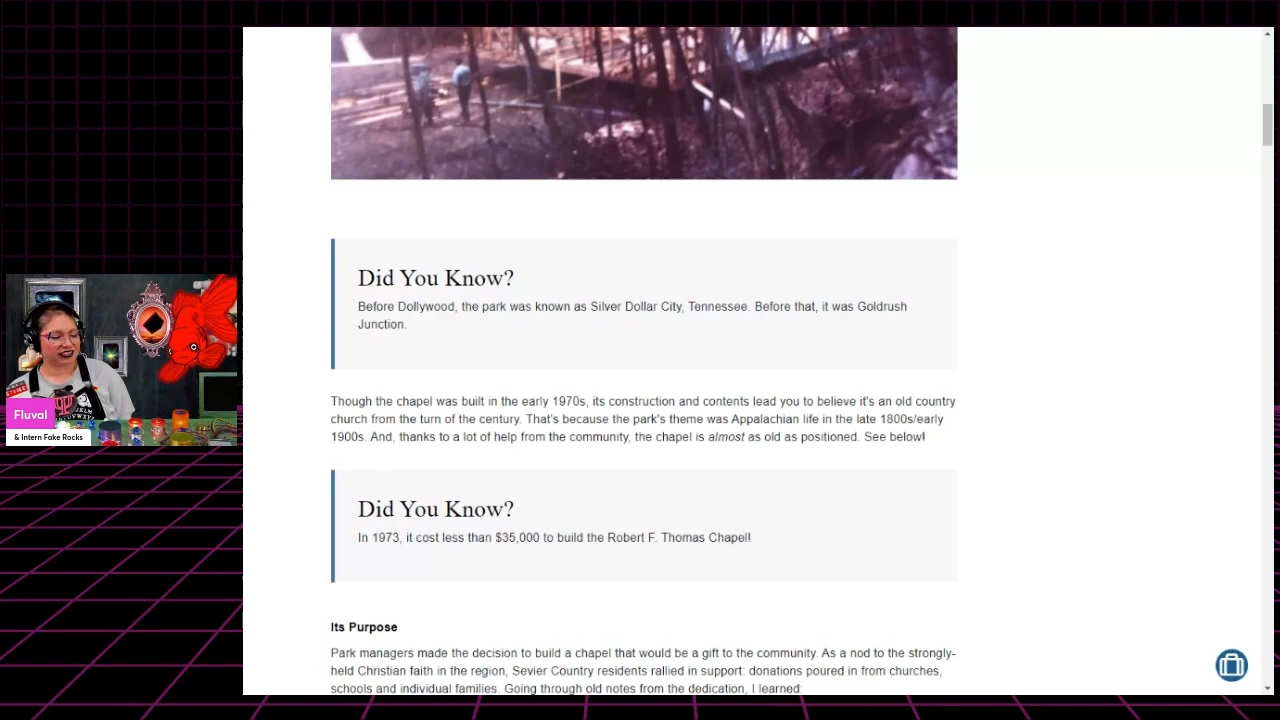 Did You Know?
Before Dollywood, the park was known as Silver Dollar City, Tennessee. Before that, it was Goldrush
Junction.
Though the chapel was built in the early 1970s, its construction and contents lead you to believe it's an old country
church from the turn of the century. That's because the park's theme was Appalachian life in the late 1800s/early
1900s. And, thanks to a lot of help from the community, the chapel is almost as old as positioned. See below!
Did You Know?
In 1973, it cost less than $35,000 to build the Robert F. Thomas Chapel!
Its Purpose
Park managers made the decision to build a chapel that would be a gift to the community. As a nod to the strongly-
held Christian faith in the region, Sevier Country residents rallied in support: donations poured in from churches,
schools and individual families. Going through old notes from the dedication, I learned:
Fluval
& Intern Fake Rocks